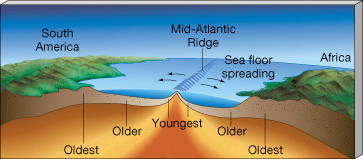 South
America
Mid-Atlantic
Ridge
Sea floor
spreading
Africa
Youngest
Older
Older
Oldest
Oldest